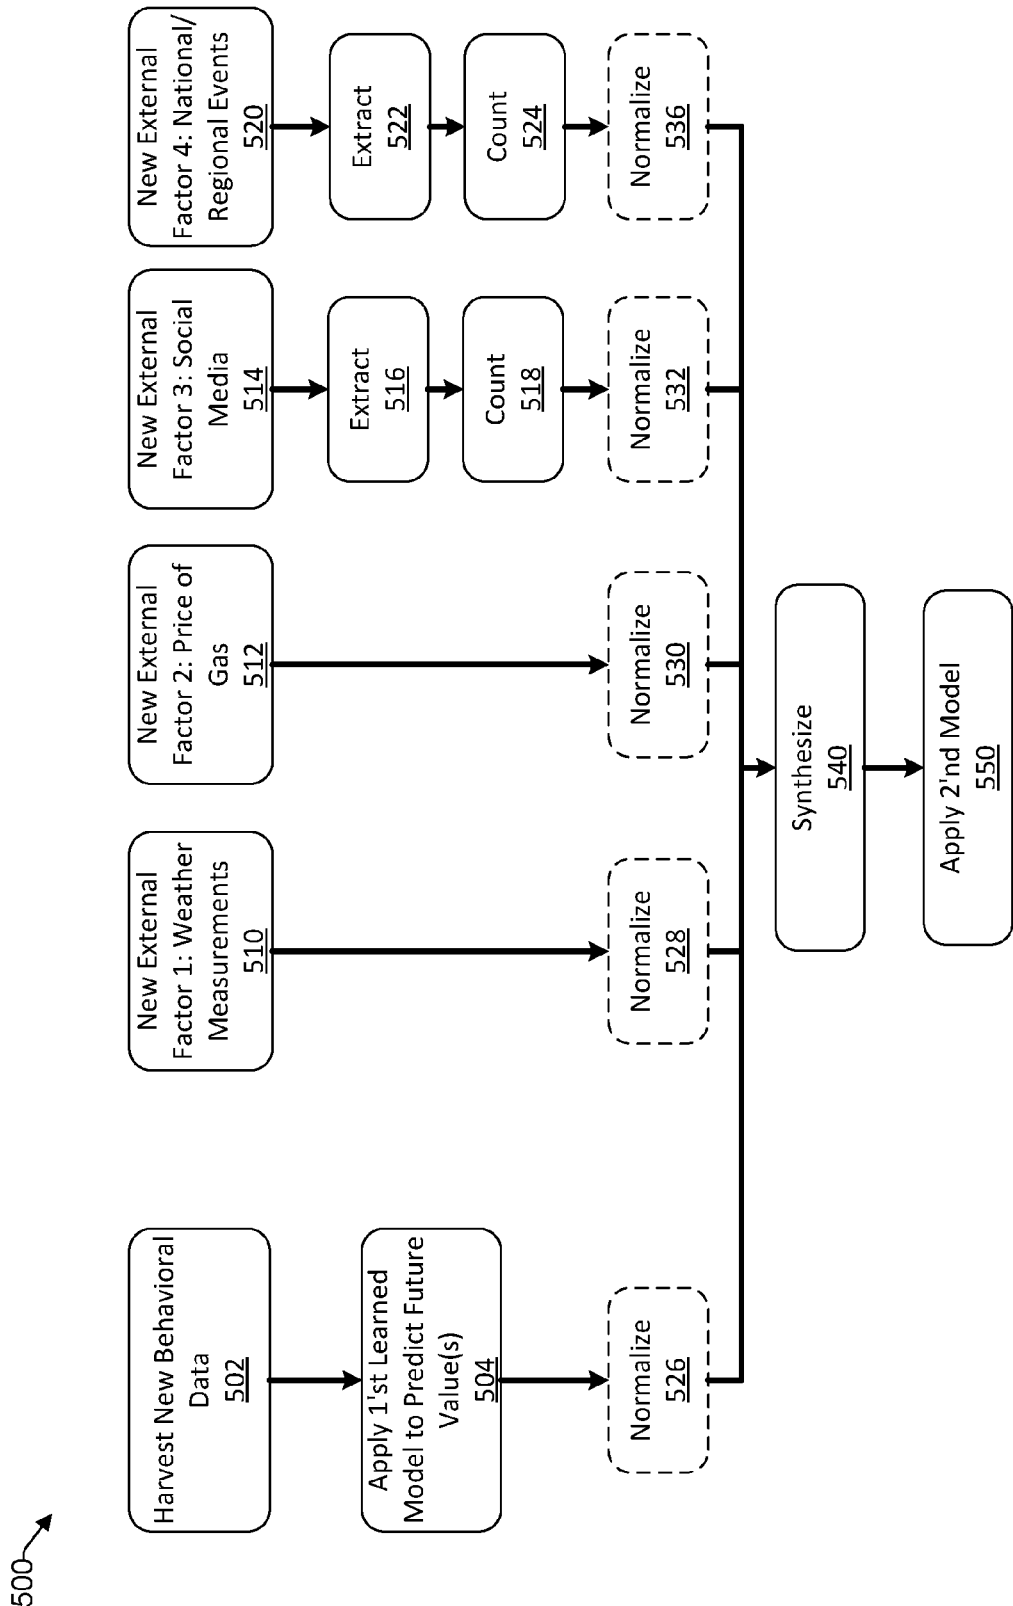 500
Harvest New Behavioral
Data
502
Apply 1'st Learned
Model to Predict Future
Value(s)
504
Normalize
526
New External
Factor 1: Weather
Measurements
510
Normalize
528
New External
Factor 2: Price of
Gas
512
Normalize
530
New External
Factor 3: Social
Media
514
Extract
516
Count
518
Normalize
532
New External
Factor 4: National/
Regional Events
520
Extract
522
Count
524
Normalize
536
Synthesize
540
Apply 2'nd Model
550